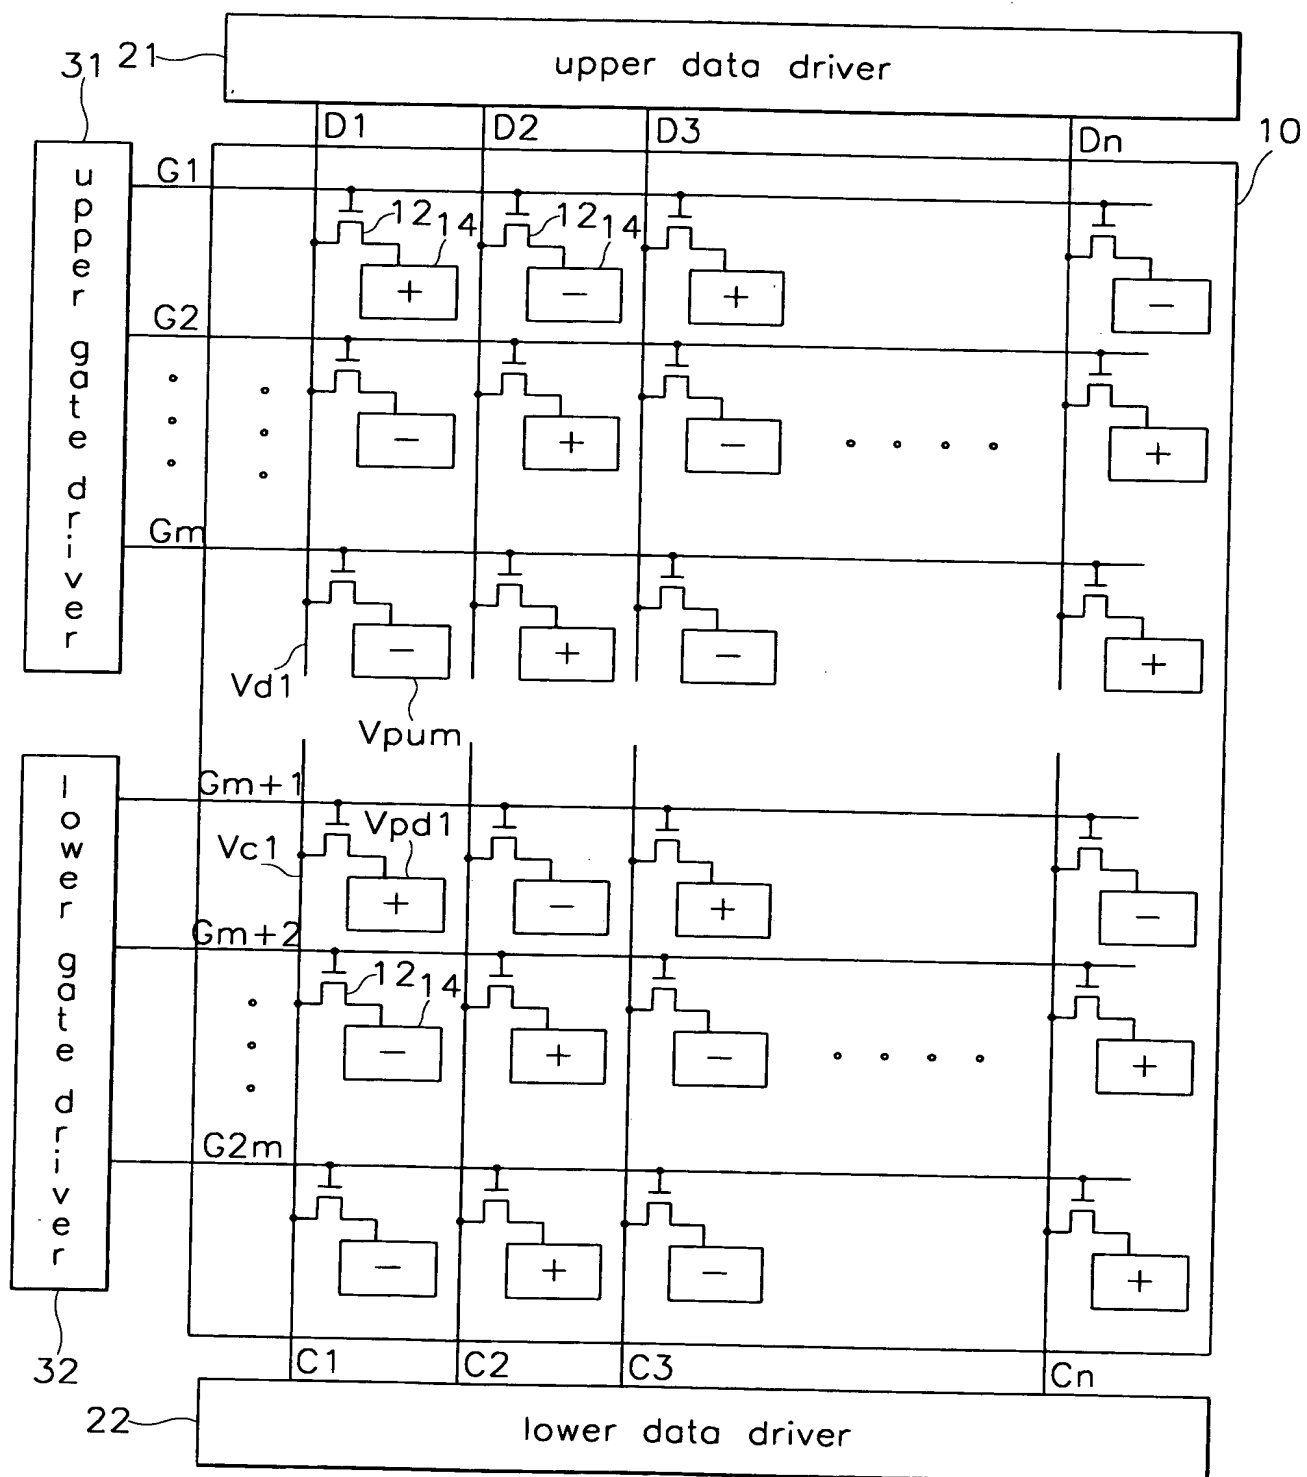 21
upper data driver
31
D1
D2
D3
Dn
10
upper gate driver
G1
12
14
12
14
+
−
+
−
G2
−
+
−
+
Gm
−
+
−
+
Vd1
Vpum
lower gate driver
Gm+1
Vc1
Vpd1
+
−
+
−
Gm+2
12
14
−
+
−
+
G2m
−
+
−
+
32
C1
C2
C3
Cn
22
lower data driver